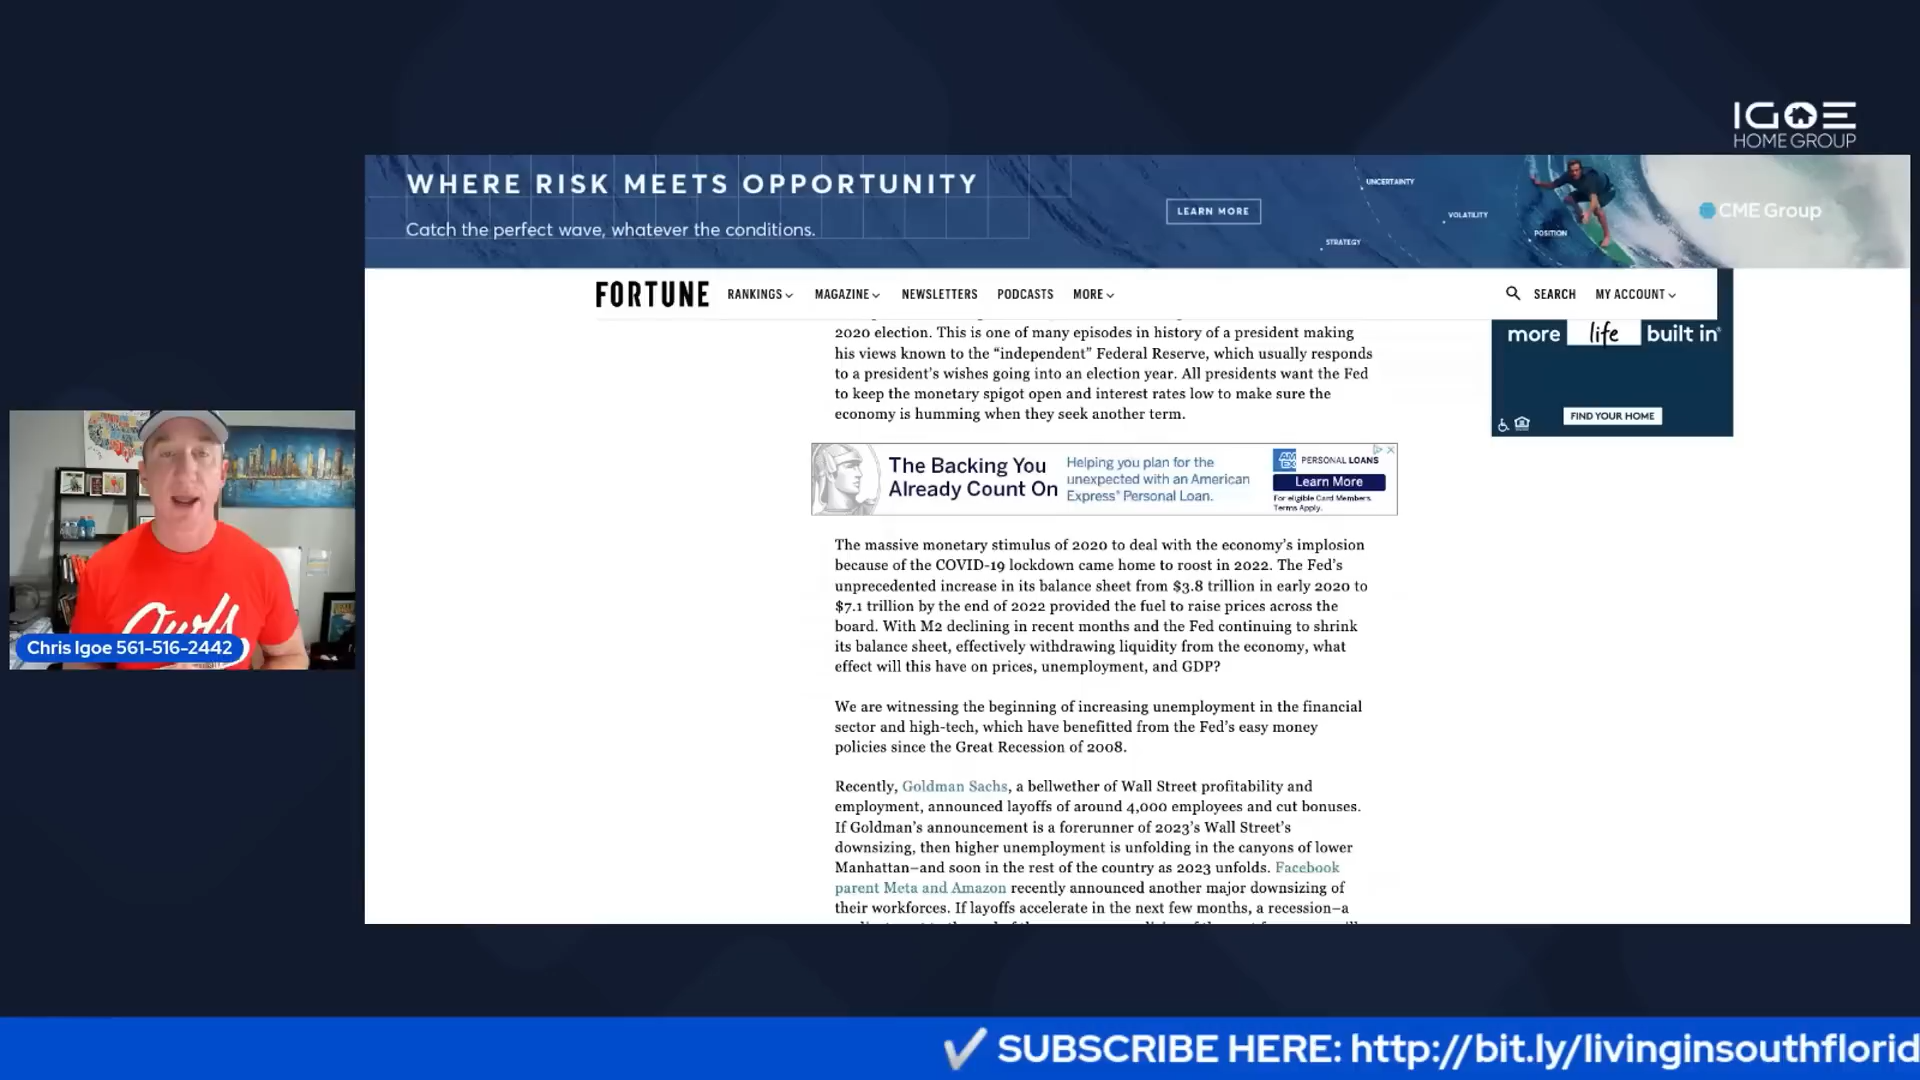 IGOE
HOME GROUP
WHERE RISK MEETS OPPORTUNITY
Catch the perfect wave, whatever the conditions.
LEARN MORE
UNCERTAINTY
VOLATILITY
POSITION
STRATEGY
CME Group
FORTUNE RANKINGS MAGAZINE NEWSLETTERS PODCASTS MORE SEARCH MY ACCOUNT
2020 election. This is one of many episodes in history of a president making
his views known to the “independent” Federal Reserve, which usually responds
to a president’s wishes going into an election year. All presidents want the Fed
to keep the monetary spigot open and interest rates low to make sure the
economy is humming when they seek another term.
more life built in®
FIND YOUR HOME
The Backing You
Already Count On
Helping you plan for the
unexpected with an American
Express® Personal Loan.
AM
EX
PERSONAL LOANS
Learn More
For eligible Card Members.
Terms Apply.
The massive monetary stimulus of 2020 to deal with the economy’s implosion
because of the COVID-19 lockdown came home to roost in 2022. The Fed’s
unprecedented increase in its balance sheet from $3.8 trillion in early 2020 to
$7.1 trillion by the end of 2022 provided the fuel to raise prices across the
board. With M2 declining in recent months and the Fed continuing to shrink
its balance sheet, effectively withdrawing liquidity from the economy, what
effect will this have on prices, unemployment, and GDP?
We are witnessing the beginning of increasing unemployment in the financial
sector and high-tech, which have benefitted from the Fed’s easy money
policies since the Great Recession of 2008.
Recently, Goldman Sachs, a bellwether of Wall Street profitability and
employment, announced layoffs of around 4,000 employees and cut bonuses.
If Goldman’s announcement is a forerunner of 2023’s Wall Street’s
downsizing, then higher unemployment is unfolding in the canyons of lower
Manhattan–and soon in the rest of the country as 2023 unfolds. Facebook
parent Meta and Amazon recently announced another major downsizing of
their workforces. If layoffs accelerate in the next few months, a recession–a
Owls
Chris Igoe 561-516-2442
✔ SUBSCRIBE HERE: http://bit.ly/livinginsouthflorid